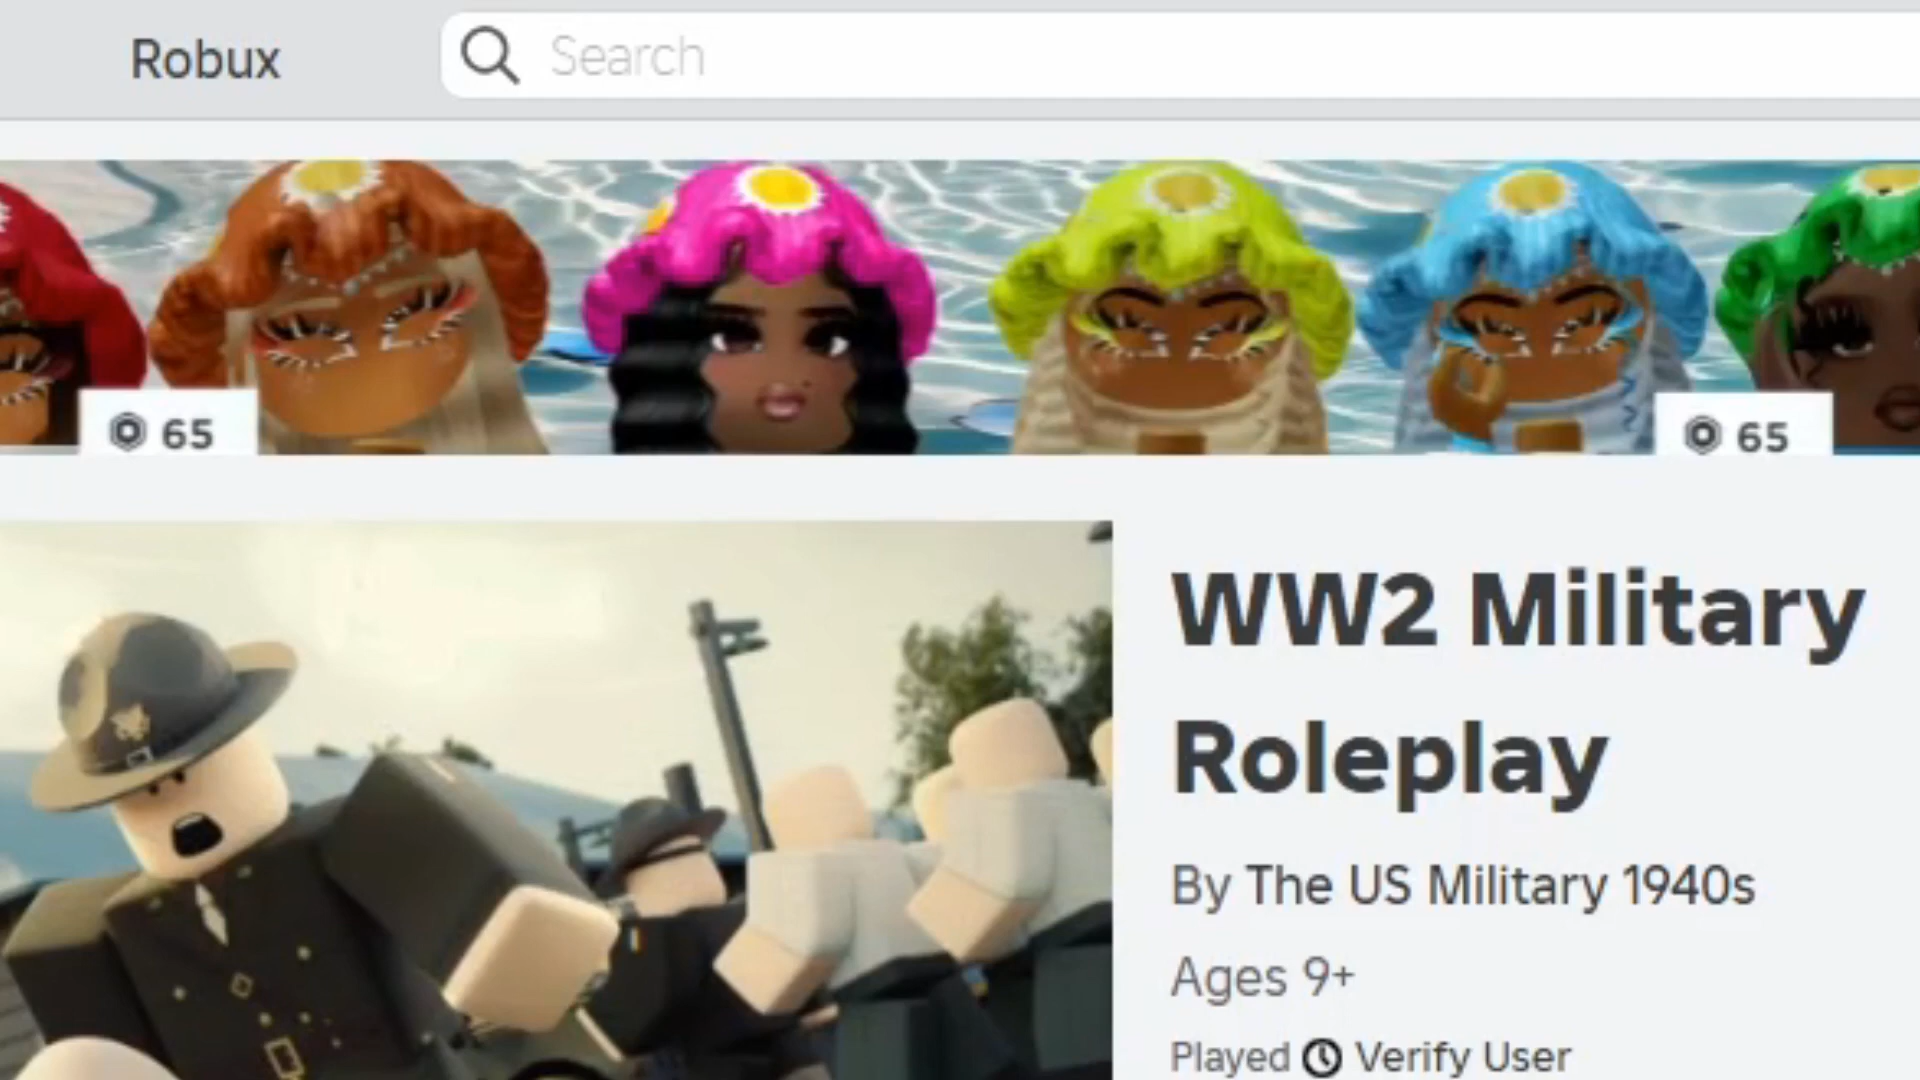 Robux
Search
65
65
WW2 Military
Roleplay
By The US Military 1940s
Ages 9+
Played Verify User